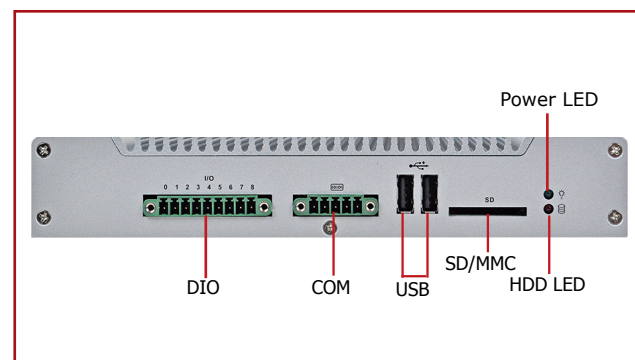 Power LED
I/O
0 1 2 3 4 5 6 7 8
SD
SD/MMC
DIO
COM
USB
HDD LED